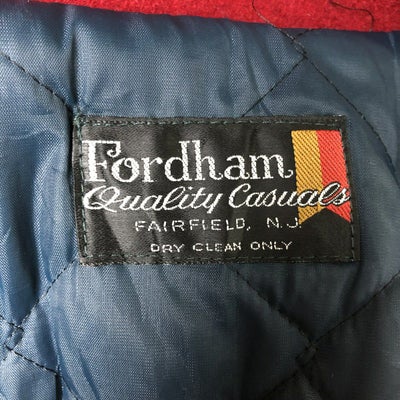 Fordham
Quality Casuals
FAIRFIELD, N.J.
DRY CLEAN ONLY